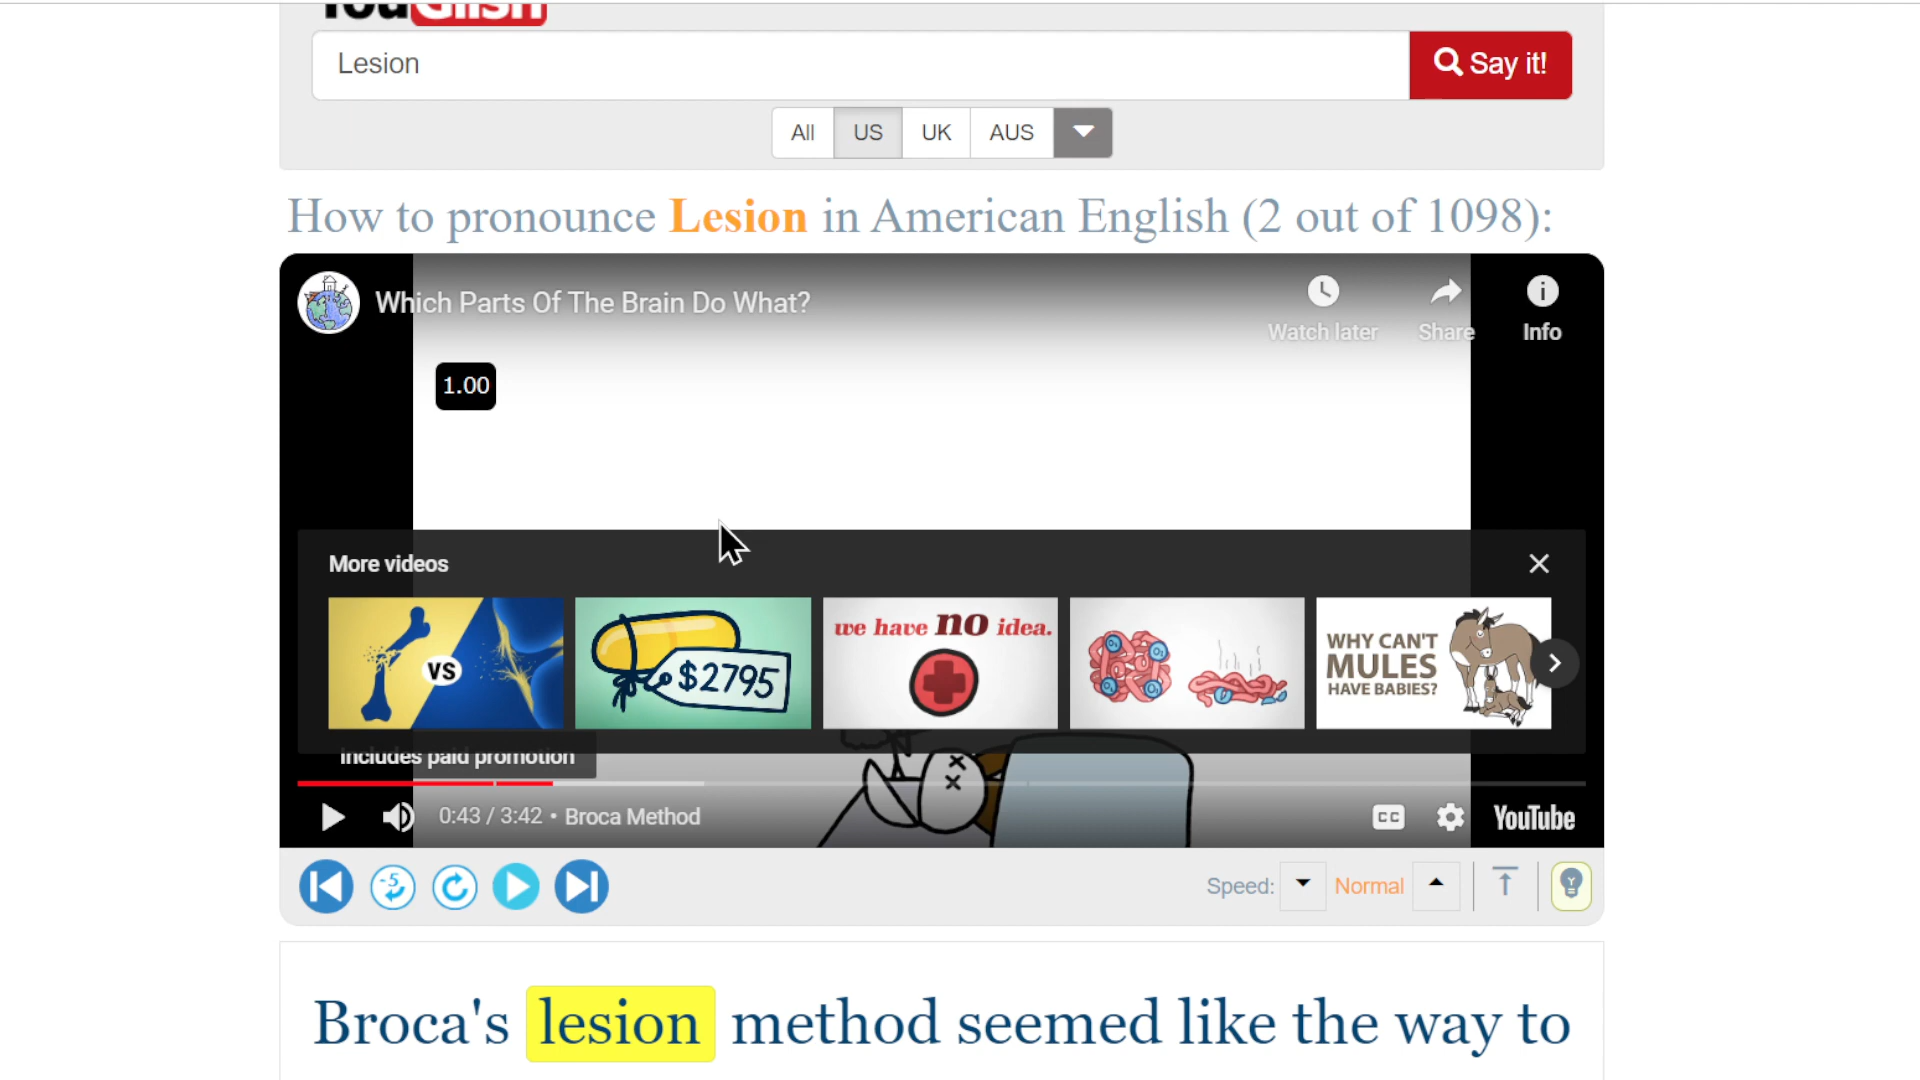 YouGlish
Lesion
Say it!
All US UK AUS
How to pronounce Lesion in American English (2 out of 1098):
Which Parts Of The Brain Do What?
Watch later Share Info
1.00
More videos
VS
$2795
we have no idea.
WHY CAN'T
MULES
HAVE BABIES?
Includes paid promotion
0:43 / 3:42 • Broca Method
CC
YouTube
-5
Speed: Normal
Broca's lesion method seemed like the way to